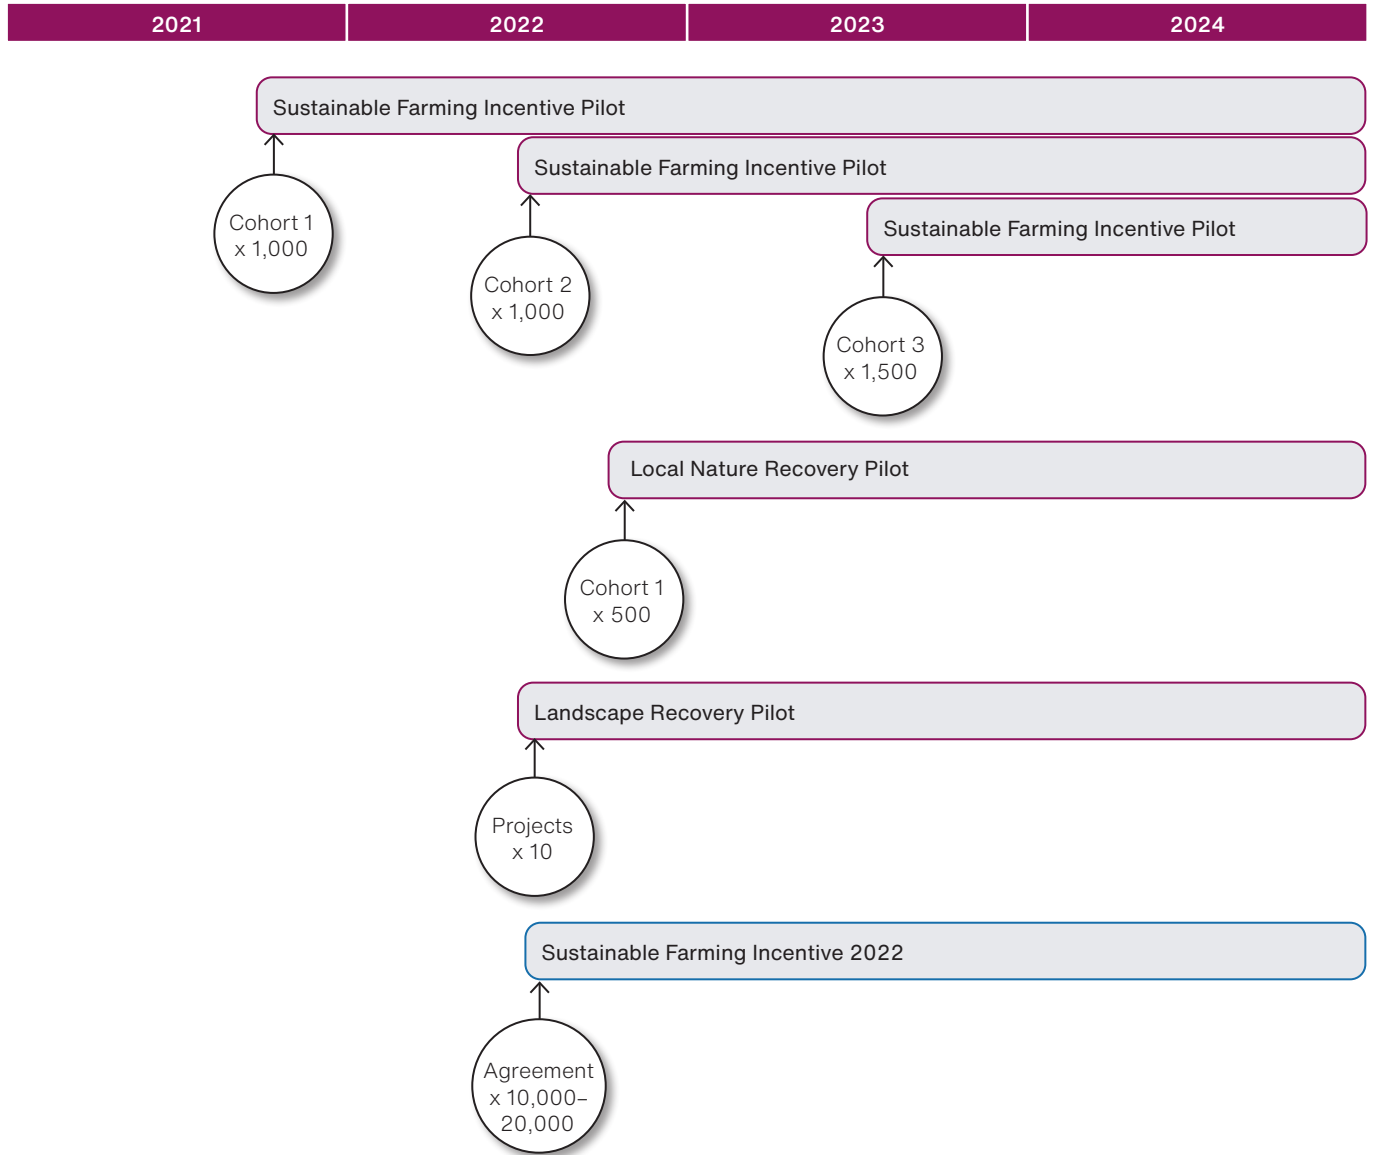 2021
2022
2023
2024
Sustainable Farming Incentive Pilot
Sustainable Farming Incentive Pilot
Sustainable Farming Incentive Pilot
Cohort 1
x 1,000
Cohort 2
x 1,000
Cohort 3
x 1,500
Local Nature Recovery Pilot
Cohort 1
x 500
Landscape Recovery Pilot
Projects
x 10
Sustainable Farming Incentive 2022
Agreement
x 10,000–
20,000